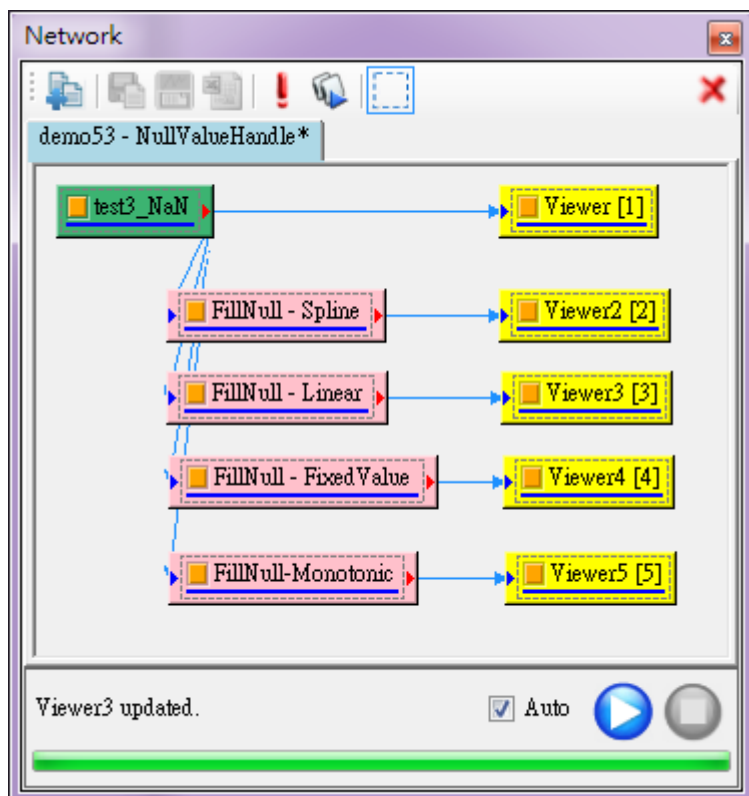 Network
demo53 - NullValueHandle*
test3_NaN
Viewer [1]
FillNull - Spline
Viewer2 [2]
FillNull - Linear
Viewer3 [3]
FillNull - FixedValue
Viewer4 [4]
FillNull-Monotonic
Viewer5 [5]
Viewer3 updated.
Auto